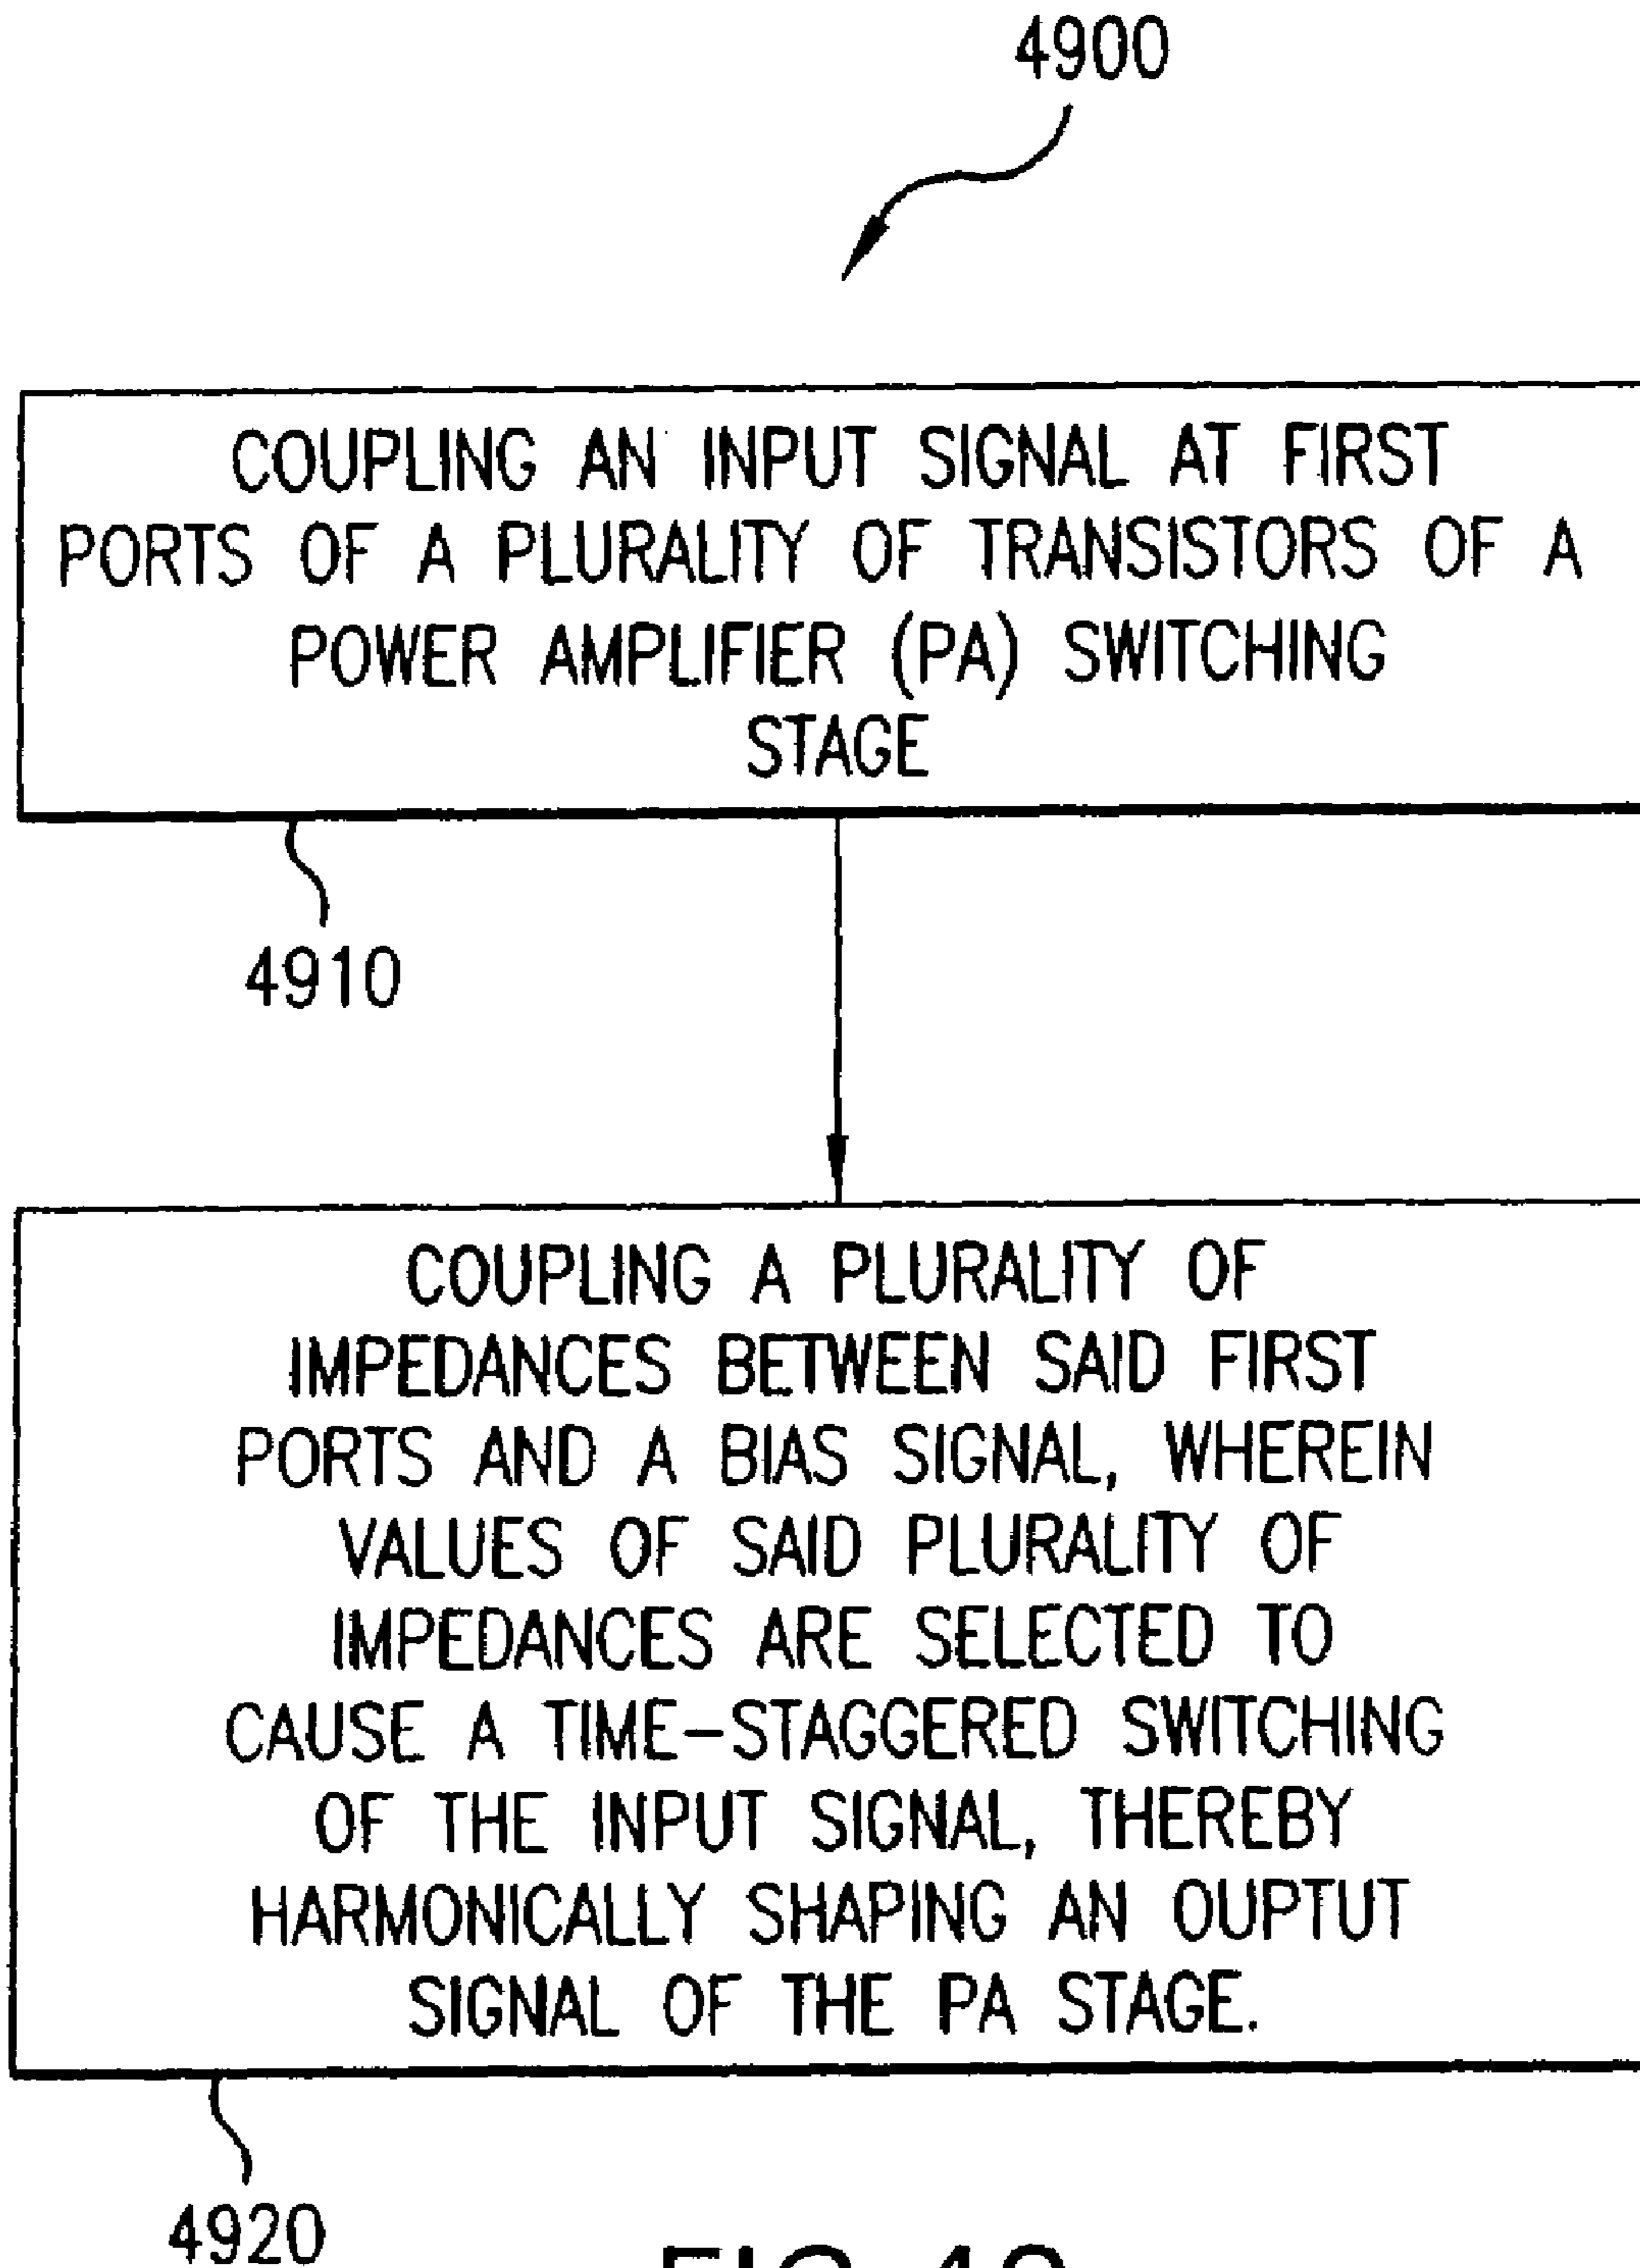 4900
COUPLING AN INPUT SIGNAL AT FIRST
PORTS OF A PLURALITY OF TRANSISTORS OF A
POWER AMPLIFIER (PA) SWITCHING
STAGE
4910
COUPLING A PLURALITY OF
IMPEDANCES BETWEEN SAID FIRST
PORTS AND A BIAS SIGNAL, WHEREIN
VALUES OF SAID PLURALITY OF
IMPEDANCES ARE SELECTED TO
CAUSE A TIME-STAGGERED SWITCHING
OF THE INPUT SIGNAL, THEREBY
HARMONICALLY SHAPING AN OUPTUT
SIGNAL OF THE PA STAGE.
4920